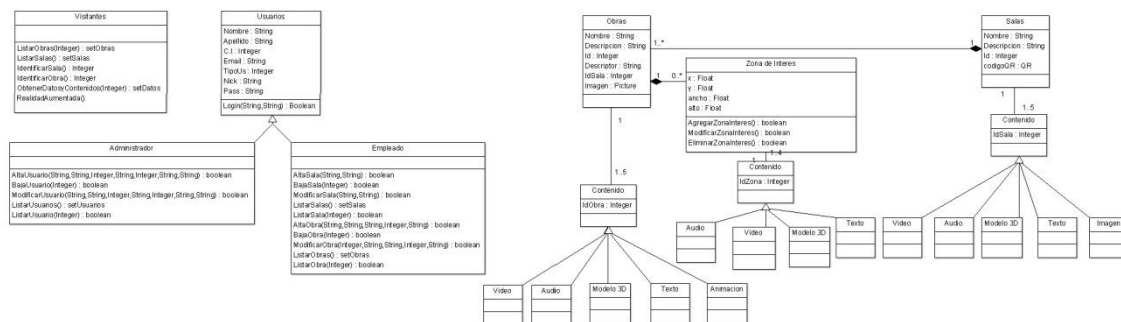 Visitantes
ListarObras(Integer) : setObras
ListarSalas() : setSalas
IdentificarSala() : Integer
IdentificarObra() : Integer
ObtenerDatosyContenidos(Integer) : setDatos
RealidadAumentada()
Usuarios
Nombre : String
Apellido : String
C.I : Integer
Email : String
TipoUs : Integer
Nick : String
Pass : String
Login(String,String) : Boolean
Administrador
AltaUsuario(String,String,Integer,String,Integer,String,String) : boolean
BajaUsuario(Integer) : boolean
ModificarUsuario(String,String,Integer,String,Integer,String,String) : boolean
ListarUsuarios() : setUsuarios
ListarUsuario(Integer) : boolean
Empleado
AltaSala(String,String) : boolean
BajaSala(Integer) : boolean
ModificarSala(String,String) : boolean
ListarSalas() : setSalas
ListarSala(Integer) : boolean
AltaObra(String,String,String,Integer,String) : boolean
BajaObra(Integer) : boolean
ModificarObra(Integer,String,String,String,Integer,String) : boolean
ListarObras() : setObras
ListarObra(Integer) : boolean
Obras
Nombre : String
Descripcion : String
Id : Integer
Descriptor : String
IdSala : Integer
Imagen : Picture
1..*
1
1
0..*
Zona de Interes
x : Float
y : Float
ancho : Float
alto : Float
AgregarZonaInteres() : boolean
ModificarZonaInteres() : boolean
EliminarZonaInteres() : boolean
Salas
Nombre : String
Descripcion : String
Id : Integer
codigoQR : QR
1
1..5
Contenido
IdSala : Integer
Video
Audio
Modelo 3D
Texto
Imagen
1
1..4
Contenido
IdZona : Integer
Audio
Video
Modelo 3D
Texto
1
1..5
Contenido
IdObra : Integer
Video
Audio
Modelo 3D
Texto
Animacion